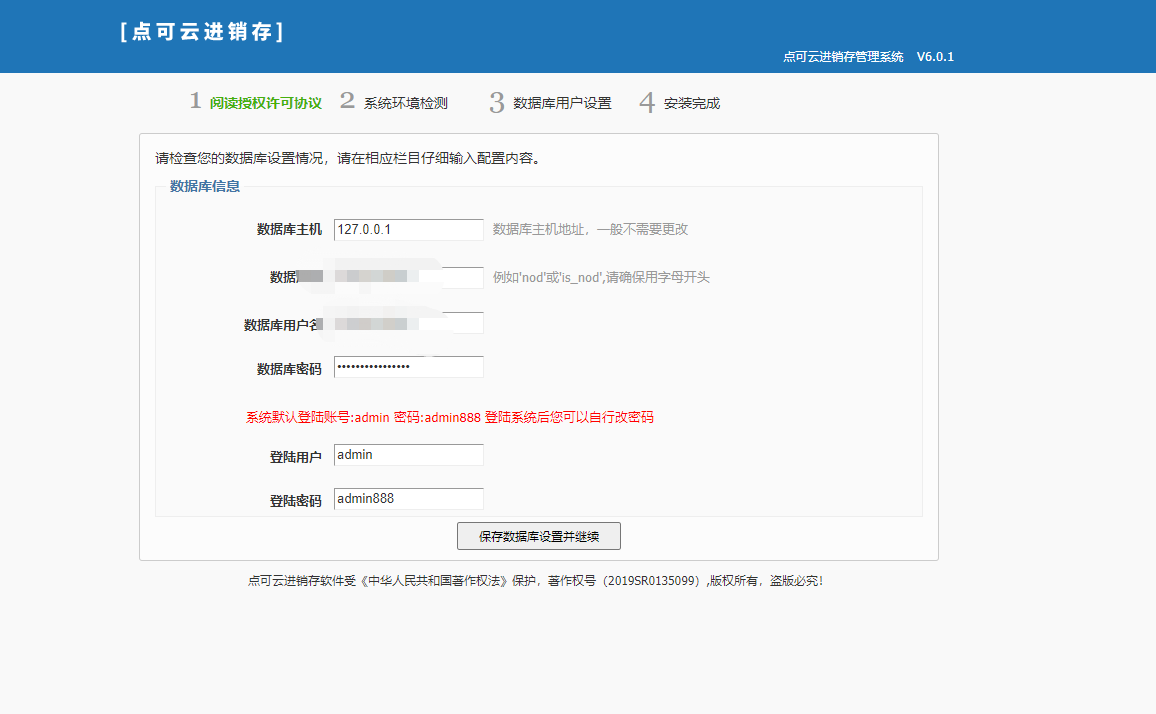 [点可云进销存]
点可云进销存管理系统 V6.0.1
1 阅读授权许可协议 2 系统环境检测 3 数据库用户设置 4 安装完成
请检查您的数据库设置情况，请在相应栏目仔细输入配置内容。
数据库信息
数据库主机 127.0.0.1 数据库主机地址，一般不需要更改
数据 例如'nod'或'is_nod',请确保用字母开头
数据库用户名
数据库密码 ••••••••••••••••
系统默认登陆账号:admin 密码:admin888 登陆系统后您可以自行改密码
登陆用户 admin
登陆密码 admin888
保存数据库设置并继续
点可云进销存软件受《中华人民共和国著作权法》保护，著作权号（2019SR0135099）,版权所有，盗版必究！